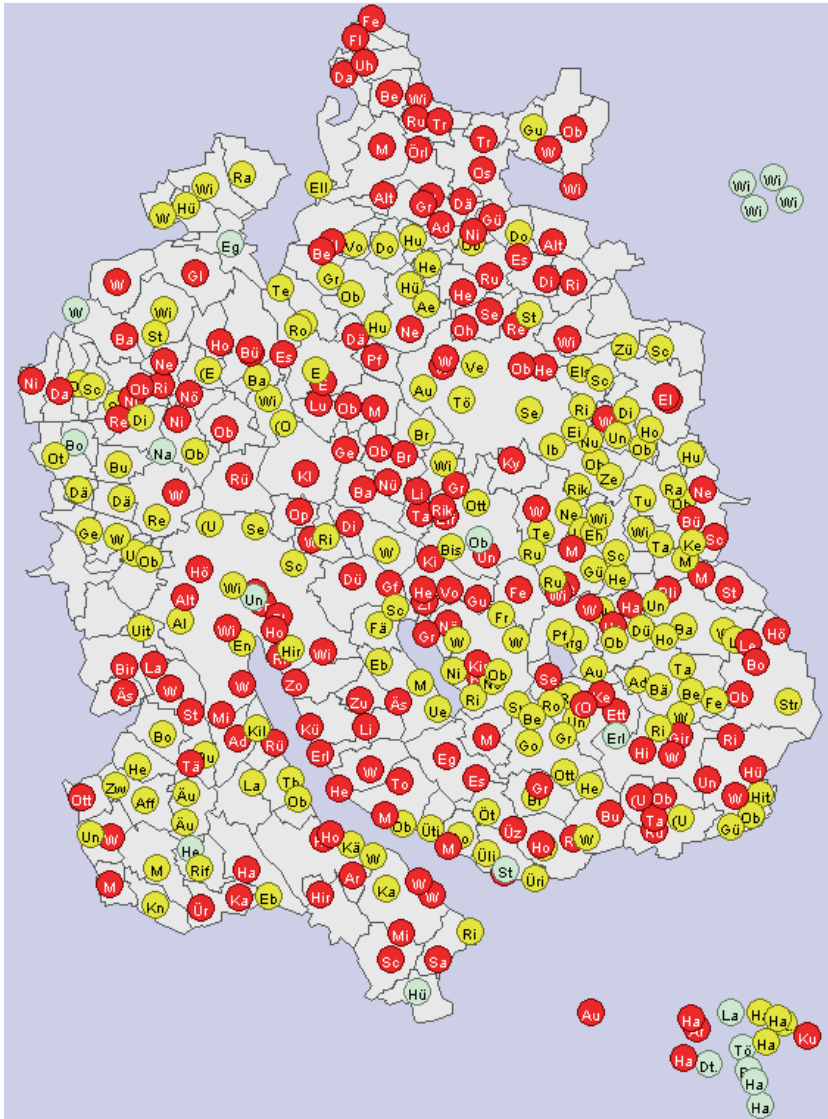 Fe
Fl
Uh
Da
Be
Wi
Ru
Tr
Gu
Ob
Tr
M
Örl
W
Os
Ra
Wi
Ell
Wi
Wi
Wi
Wi
Wi
Alt
Gr
Dä
Hü
W
Gü
Ad
Ni
Eg
Be
Vo
Do
Hu
Do
Alt
He
Es
W
Gl
Te
Gr
Ob
Hü
Ru
Di
Ri
He
Ae
W
Wi
Se
St
Ba
St
Ro
Hu
Dä
Ne
Oh
Re
Wi
Ho
Bü
Es
Pf
W
Ve
Ob
He
Zü
Sc
Ne
(E
Ba
E
Els
Sc
Ni
Da
Sc
Ob
Ri
Nö
Wi
Lu
Ob
M
Au
Tö
Se
Ri
Di
El
Re
Di
Ni
Ob
(O
Br
W
Ei
Nu
Un
Ho
Bo
Na
Ob
Ge
Ob
Br
Ib
Ob
Hu
Ot
Bu
Rü
Kl
Wi
Ky
Ze
Dä
Dä
W
Ba
Nü
Li
Gr
Ott
Rik
Tu
Ra
Ne
Re
(U
Se
Op
Di
Ta
Rik
W
Ne
Wi
Bü
Ge
W
Ri
Te
Eh
Wi
Sc
Ob
Sc
W
Bis
Ob
Ru
M
Sc
Ta
Ke
M
Hö
Dü
Gf
Ki
Un
Gü
He
M
St
Alt
Wi
Un
He
Vo
Gu
Fe
Ru
Wi
Uit
Al
Ho
Sc
Fä
Gr
Nä
Fr
W
Ha
Un
Wi
En
Hir
Wi
Eb
W
W
Pf
Ob
Dü
Ho
Ba
Le
Hö
Bir
La
W
Zo
M
Ni
Ob
Se
Au
Ta
Bo
Äs
W
Zu
Äs
Ri
Ro
Ke
Ad
Bä
Be
Fe
Ob
Str
St
Mi
Ue
Be
(O
Ett
W
Bo
Ad
Kil
Rü
Kü
Li
M
Go
Gr
Un
Erl
Ri
Gir
Ri
He
Tä
Erl
Eg
Hi
W
Zw
Äu
La
Ob
He
W
To
Es
Gr
Ott
He
Un
Hü
Ott
Aff
Äu
M
Ob
Üti
Öt
Bu
(U
Ob
W
Hit
Un
W
He
Ho
Kä
M
Üz
Ho
W
Ta
(U
Gü
Ob
M
Rif
Ha
W
Üli
M
Ar
Ka
W
W
St
Üri
Kn
Ür
Ka
Eb
Hir
Mi
Ri
Sc
Sa
Hü
Au
Ha
La
Ha
Ku
Ha
Ha
Dt.
Tö
Ha
Ha